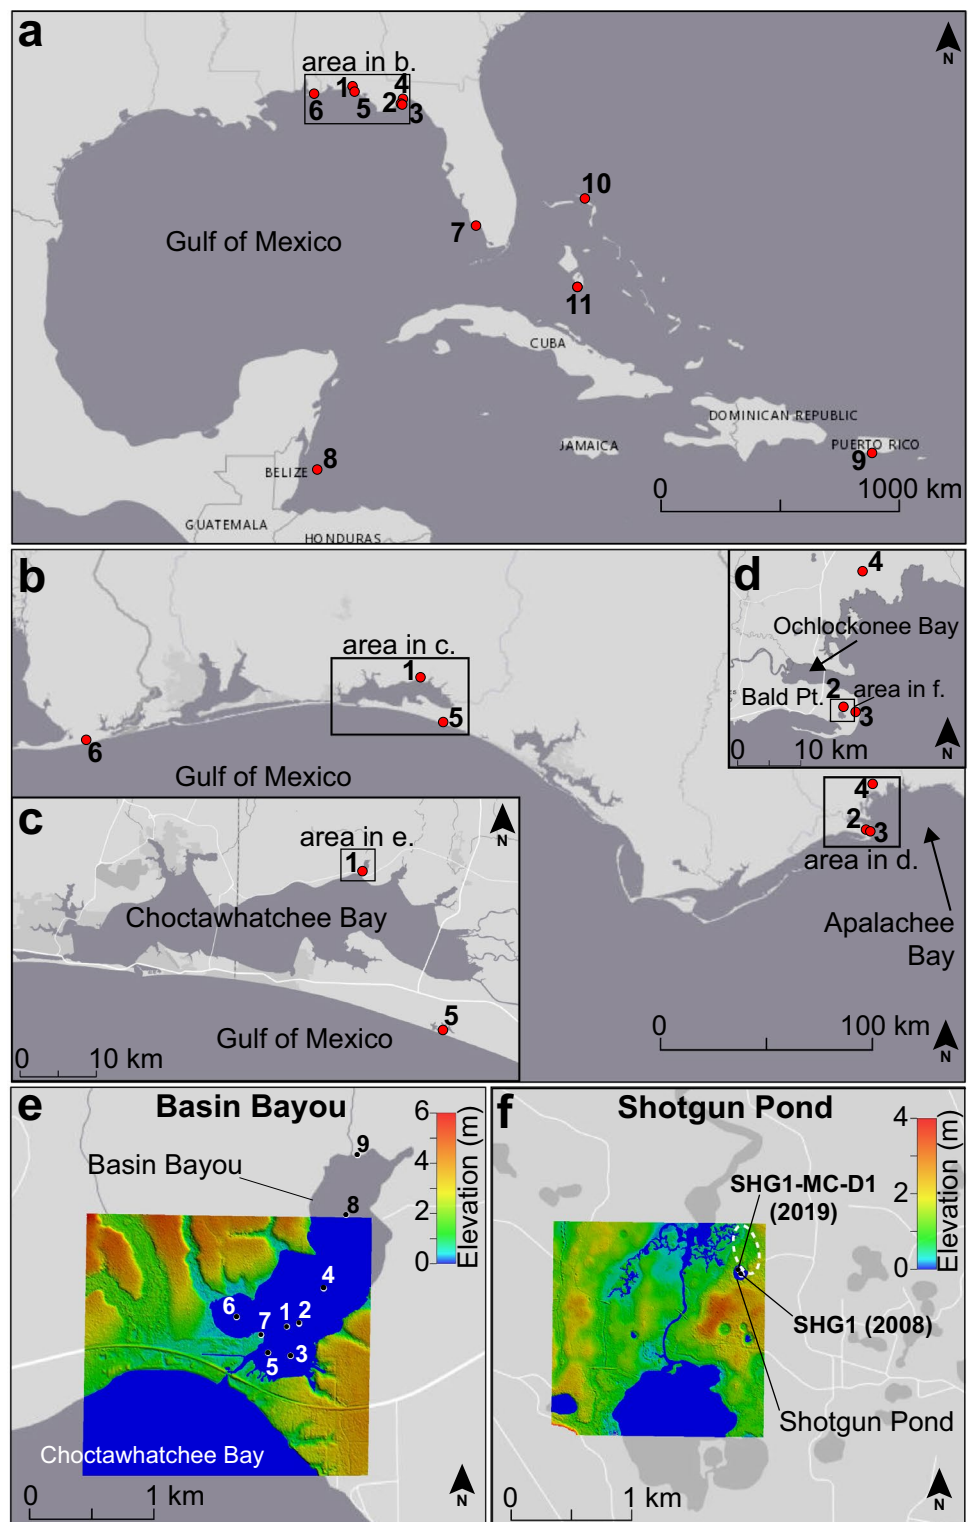 a
N
area in b.
1
4
6
5
2
3
10
7
Gulf of Mexico
11
CUBA
DOMINICAN REPUBLIC
JAMAICA
PUERTO RICO
8
9
BELIZE
0
1000 km
GUATEMALA
HONDURAS
b
d
4
Ochlockonee Bay
area in c.
1
2
Bald Pt.
area in f.
5
3
6
0
10 km
N
Gulf of Mexico
4
c
N
2
3
area in e.
1
area in d.
Choctawhatchee Bay
Apalachee
Bay
5
Gulf of Mexico
0
100 km
0
10 km
N
e
Basin Bayou
6
4
2
0
Elevation (m)
9
Basin Bayou
8
4
6
1
2
7
5
3
Choctawhatchee Bay
N
0
1 km
f
Shotgun Pond
4
2
0
Elevation (m)
SHG1-MC-D1
(2019)
SHG1 (2008)
Shotgun Pond
N
0
1 km